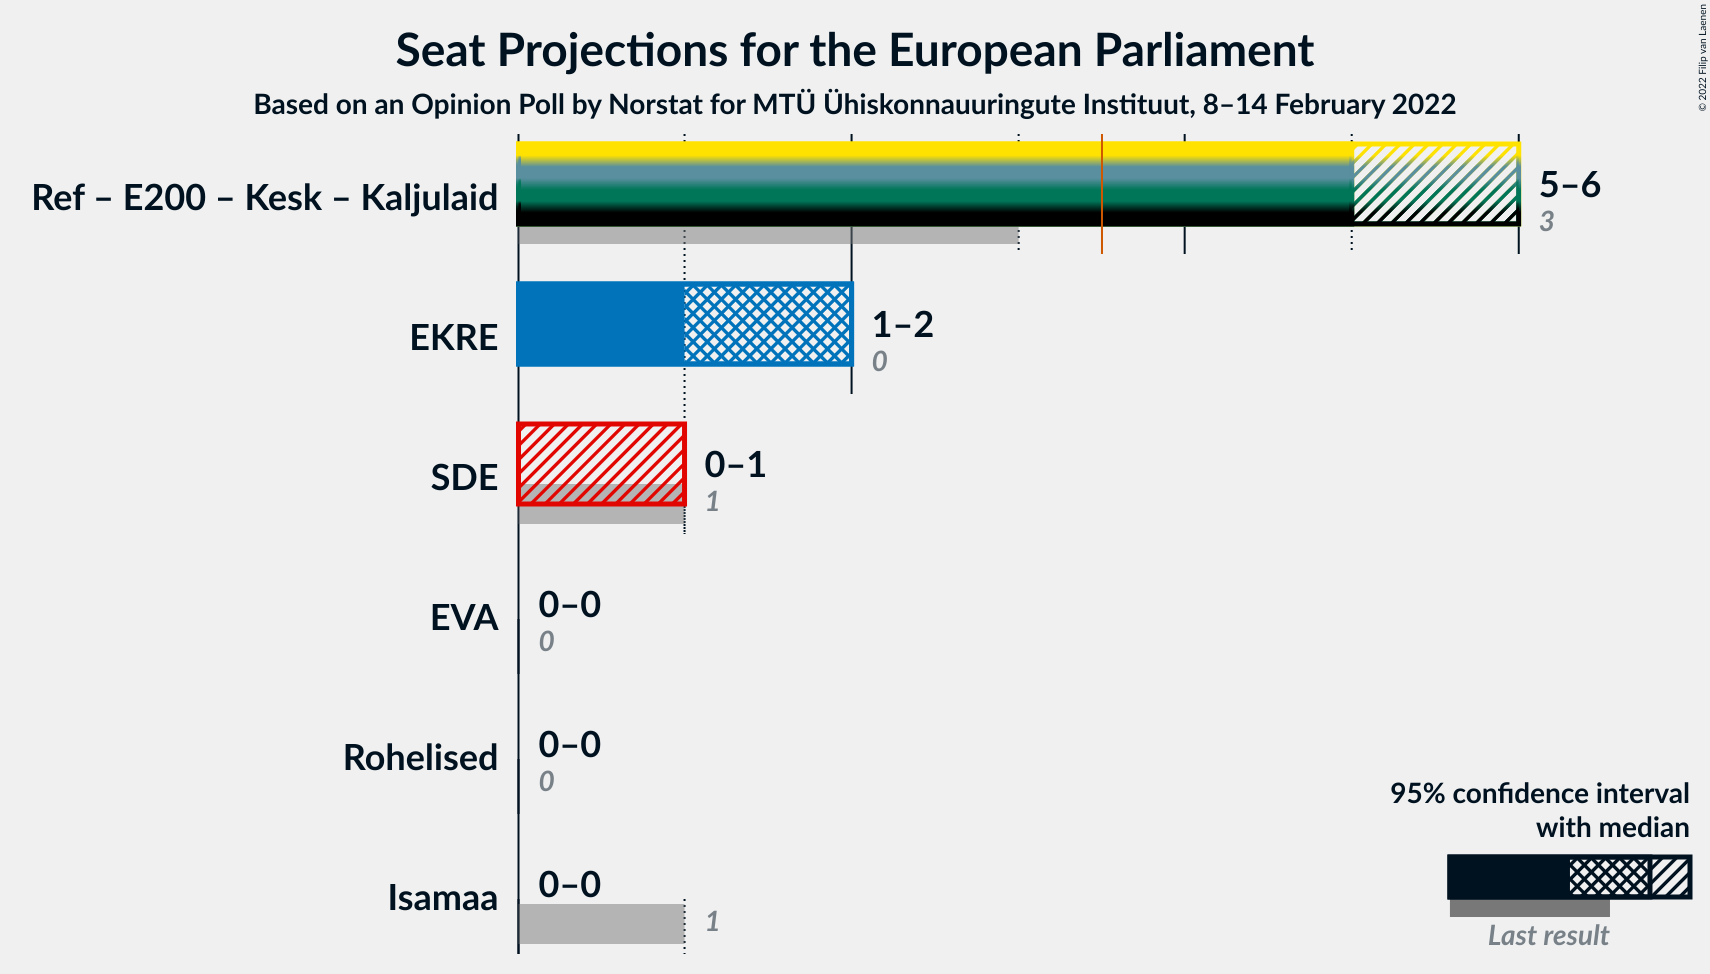 Seat Projections for the European Parliament
Based on an Opinion Poll by Norstat for MTÜ Ühiskonnauuringute Instituut, 8–14 February 2022
© 2022 Filip van Laenen
Ref – E200 – Kesk – Kaljulaid
5–6
3
EKRE
1–2
0
SDE
0–1
1
EVA
0–0
0
Rohelised
0–0
0
Isamaa
0–0
1
95% confidence interval
with median
Last result